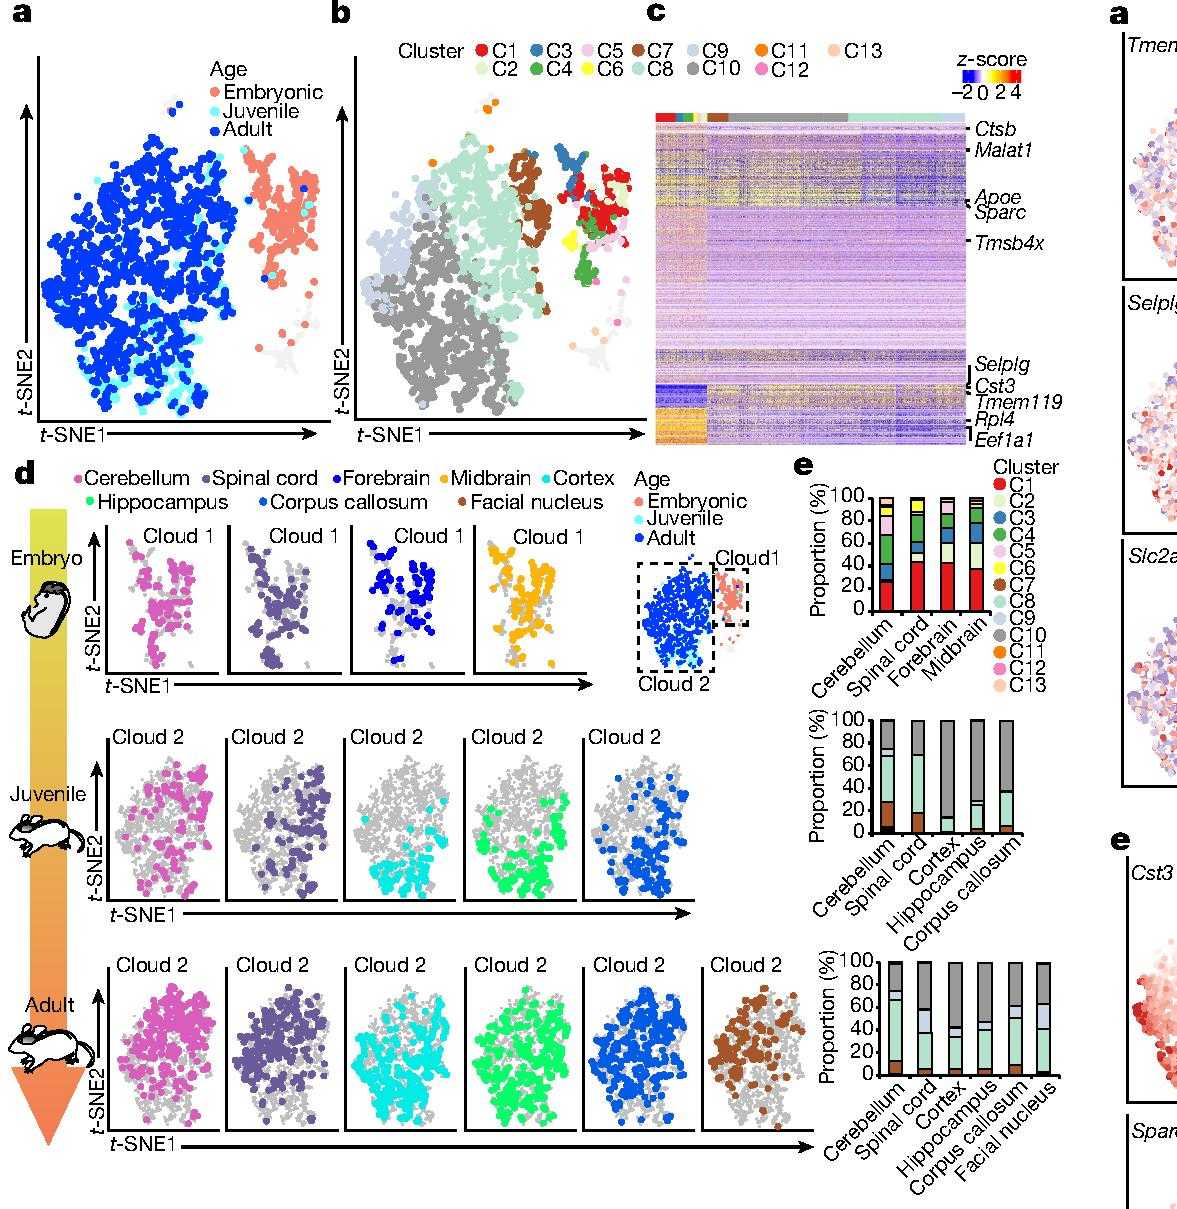 a
Age
Embryonic
Juvenile
Adult
t-SNE2
t-SNE1
b
Cluster C1 C3 C5 C7 C9 C11 C13
C2 C4 C6 C8 C10 C12
t-SNE2
t-SNE1
c
z-score
–2 0 2 4
Ctsb
Malat1
Apoe
Sparc
Tmsb4x
Selplg
Cst3
Tmem119
Rpl4
Eef1a1
d
Cerebellum Spinal cord Forebrain Midbrain Cortex
Hippocampus Corpus callosum Facial nucleus
Age
Embryonic
Juvenile
Adult
Cloud1
Cloud 2
Embryo
Cloud 1 Cloud 1 Cloud 1 Cloud 1
t-SNE2
t-SNE1
Juvenile
Cloud 2 Cloud 2 Cloud 2 Cloud 2 Cloud 2
t-SNE2
t-SNE1
Adult
Cloud 2 Cloud 2 Cloud 2 Cloud 2 Cloud 2 Cloud 2
t-SNE2
t-SNE1
e
Cluster
C1
C2
C3
C4
C5
C6
C7
C8
C9
C10
C11
C12
C13
Proportion (%)
100
80
60
40
20
0
Cerebellum
Spinal cord
Forebrain
Midbrain
Proportion (%)
100
80
60
40
20
0
Cerebellum
Spinal cord
Cortex
Hippocampus
Corpus callosum
Proportion (%)
100
80
60
40
20
0
Cerebellum
Spinal cord
Cortex
Hippocampus
Corpus callosum
Facial nucleus
a
Tmem
Selplg
Slc2a
e
Cst3
Sparc